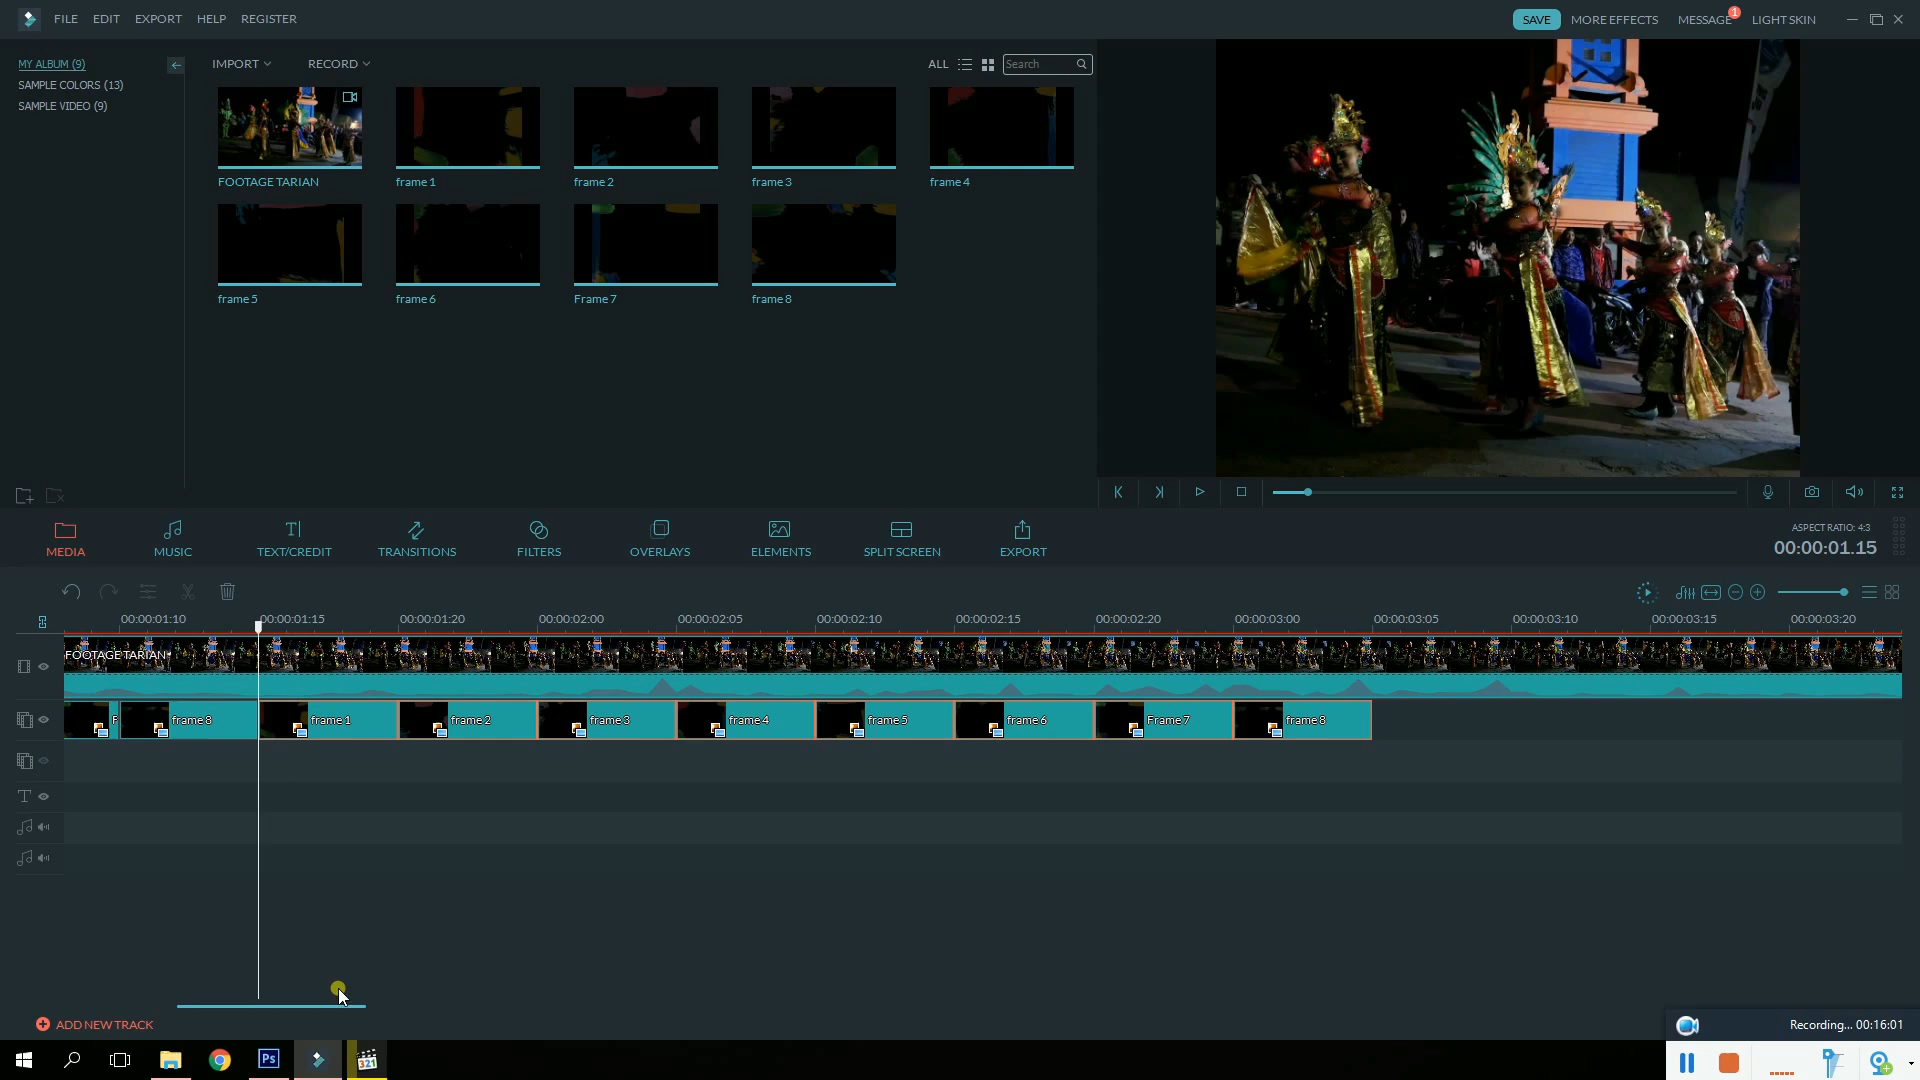 FILE EDIT EXPORT HELP REGISTER SAVE MORE EFFECTS MESSAGE 1 LIGHT SKIN
MY ALBUM (9)
SAMPLE COLORS (13)
SAMPLE VIDEO (9)
IMPORT RECORD ALL Search
FOOTAGE TARIAN frame 1 frame 2 frame 3 frame 4
frame 5 frame 6 Frame 7 frame 8
MEDIA MUSIC TEXT/CREDIT TRANSITIONS FILTERS OVERLAYS ELEMENTS SPLIT SCREEN EXPORT
ASPECT RATIO: 4:3
00:00:01.15
00:00:01:10 00:00:01:15 00:00:01:20 00:00:02:00 00:00:02:05 00:00:02:10 00:00:02:15 00:00:02:20 00:00:03:00 00:00:03:05 00:00:03:10 00:00:03:15 00:00:03:20
FOOTAGE TARIAN
F frame 8 frame 1 frame 2 frame 3 frame 4 frame 5 frame 6 Frame 7 frame 8
ADD NEW TRACK
Recording... 00:16:01
Ps
321